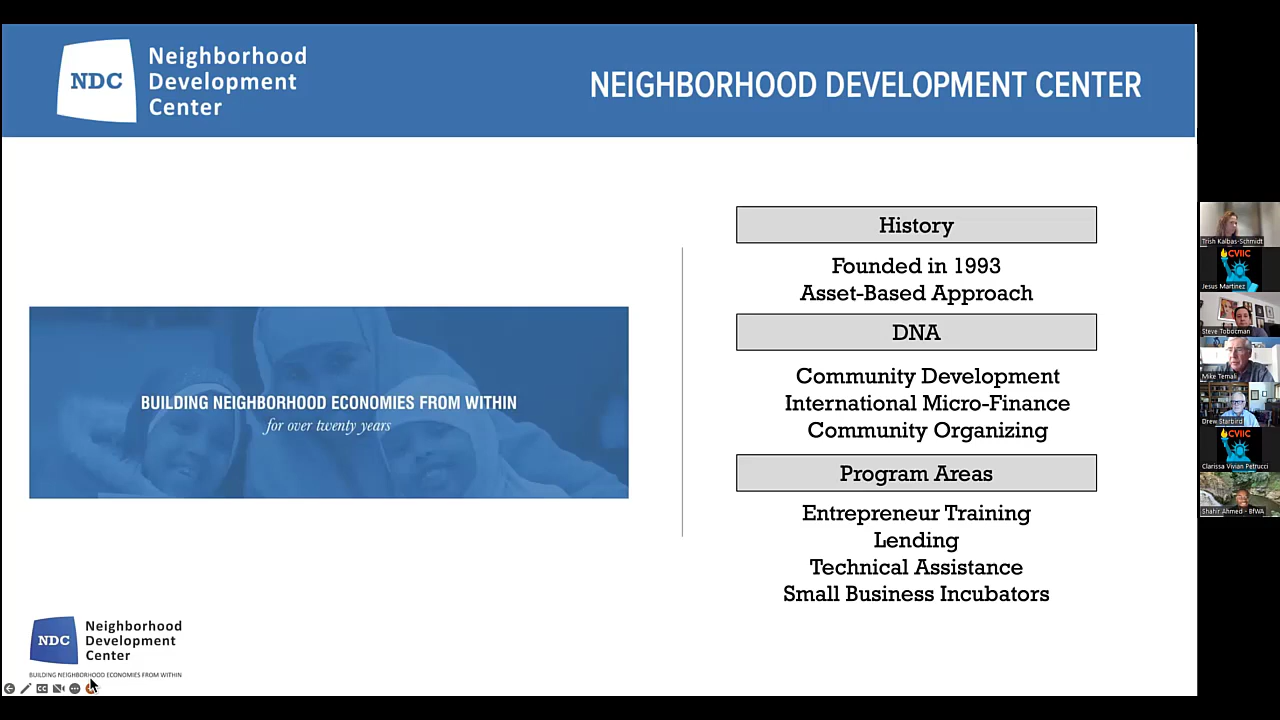 NDC
Neighborhood
Development
Center
NEIGHBORHOOD DEVELOPMENT CENTER
BUILDING NEIGHBORHOOD ECONOMIES FROM WITHIN
for over twenty years
History
Founded in 1993
Asset-Based Approach
DNA
Community Development
International Micro-Finance
Community Organizing
Program Areas
Entrepreneur Training
Lending
Technical Assistance
Small Business Incubators
NDC
Neighborhood
Development
Center
BUILDING NEIGHBORHOOD ECONOMIES FROM WITHIN
CC
Trish Kalbas-Schmidt
CVIIC
Jesus Martinez
Steve Tobocman
Mike Temali
Drew Starbird
CVIIC
Clarissa Vivian Petrucci
Shahir Ahmed - BfWA